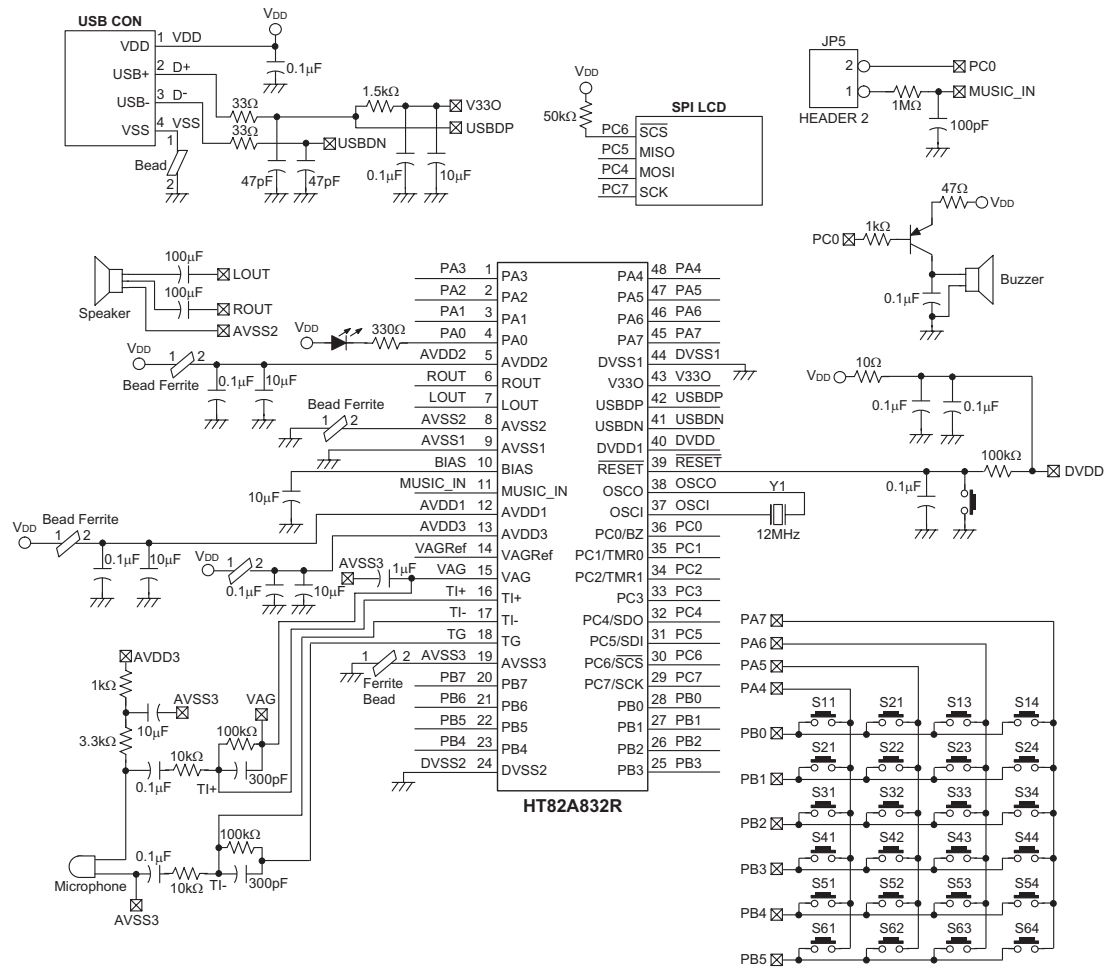 USB CON
VDD 1 VDD
USB+ 2 D+
USB- 3 D-
VSS 4 VSS
VDD
0.1µF
33Ω
33Ω
1.5kΩ
V33O
USBDP
USBDN
1
Bead
2
47pF
47pF
0.1µF
10µF
VDD
50kΩ
SPI LCD
PC6 SCS
PC5 MISO
PC4 MOSI
PC7 SCK
JP5
2
1
HEADER 2
PC0
MUSIC_IN
1MΩ
100pF
47Ω
VDD
PC0
1kΩ
0.1µF
Buzzer
Speaker
100µF
LOUT
100µF
ROUT
AVSS2
VDD
330Ω
VDD
1 2
Bead Ferrite
0.1µF
10µF
Bead Ferrite
1 2
10µF
VDD
Bead Ferrite
1 2
0.1µF
10µF
VDD
1 2
0.1µF
10µF
AVSS3
1µF
1 2
Ferrite
Bead
PA3 1 PA3
PA2 2 PA2
PA1 3 PA1
PA0 4 PA0
AVDD2 5 AVDD2
ROUT 6 ROUT
LOUT 7 LOUT
AVSS2 8 AVSS2
AVSS1 9 AVSS1
BIAS 10 BIAS
MUSIC_IN 11 MUSIC_IN
AVDD1 12 AVDD1
AVDD3 13 AVDD3
VAGRef 14 VAGRef
VAG 15 VAG
TI+ 16 TI+
TI- 17 TI-
TG 18 TG
AVSS3 19 AVSS3
PB7 20 PB7
PB6 21 PB6
PB5 22 PB5
PB4 23 PB4
DVSS2 24 DVSS2
PA4 48 PA4
PA5 47 PA5
PA6 46 PA6
PA7 45 PA7
DVSS1 44 DVSS1
V33O 43 V33O
USBDP 42 USBDP
USBDN 41 USBDN
DVDD1 40 DVDD
RESET 39 RESET
OSCO 38 OSCO
OSCI 37 OSCI
PC0/BZ 36 PC0
PC1/TMR0 35 PC1
PC2/TMR1 34 PC2
PC3 33 PC3
PC4/SDO 32 PC4
PC5/SDI 31 PC5
PC6/SCS 30 PC6
PC7/SCK 29 PC7
PB0 28 PB0
PB1 27 PB1
PB2 26 PB2
PB3 25 PB3
HT82A832R
VDD
10Ω
0.1µF
0.1µF
100kΩ
DVDD
0.1µF
Y1
12MHz
AVDD3
1kΩ
AVSS3
10µF
3.3kΩ
0.1µF
10kΩ
TI+
VAG
100kΩ
300pF
100kΩ
300pF
0.1µF
10kΩ
TI-
Microphone
AVSS3
PA7
PA6
PA5
PA4
S11 S21 S13 S14
PB0
S21 S22 S23 S24
PB1
S31 S32 S33 S34
PB2
S41 S42 S43 S44
PB3
S51 S52 S53 S54
PB4
S61 S62 S63 S64
PB5